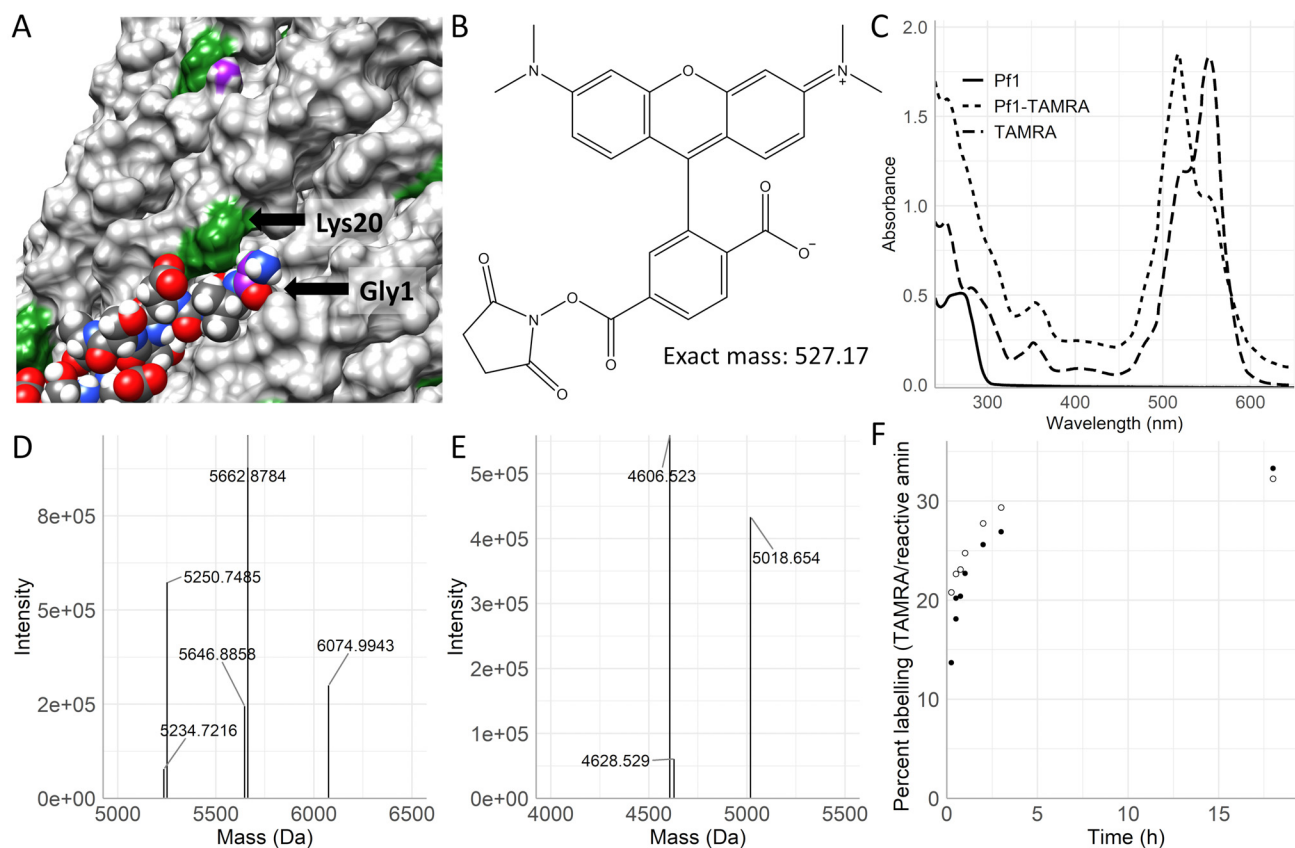 A
Lys20
Gly1
B
N
O
N
+
O
O
O
O⁻
N
O
O
O
Exact mass: 527.17
C
2.0
1.5
1.0
0.5
0.0
Absorbance
Pf1
Pf1-TAMRA
TAMRA
300
400
500
600
Wavelength (nm)
D
8e+05
5e+05
2e+05
0e+00
Intensity
5662.8784
5250.7485
5646.8858
6074.9943
5234.7216
5000
5500
6000
6500
Mass (Da)
E
5e+05
4e+05
3e+05
2e+05
1e+05
0e+00
Intensity
4606.523
5018.654
4628.529
4000
4500
5000
5500
Mass (Da)
F
30
20
10
0
Percent labelling (TAMRA/reactive amin
0
5
10
15
Time (h)